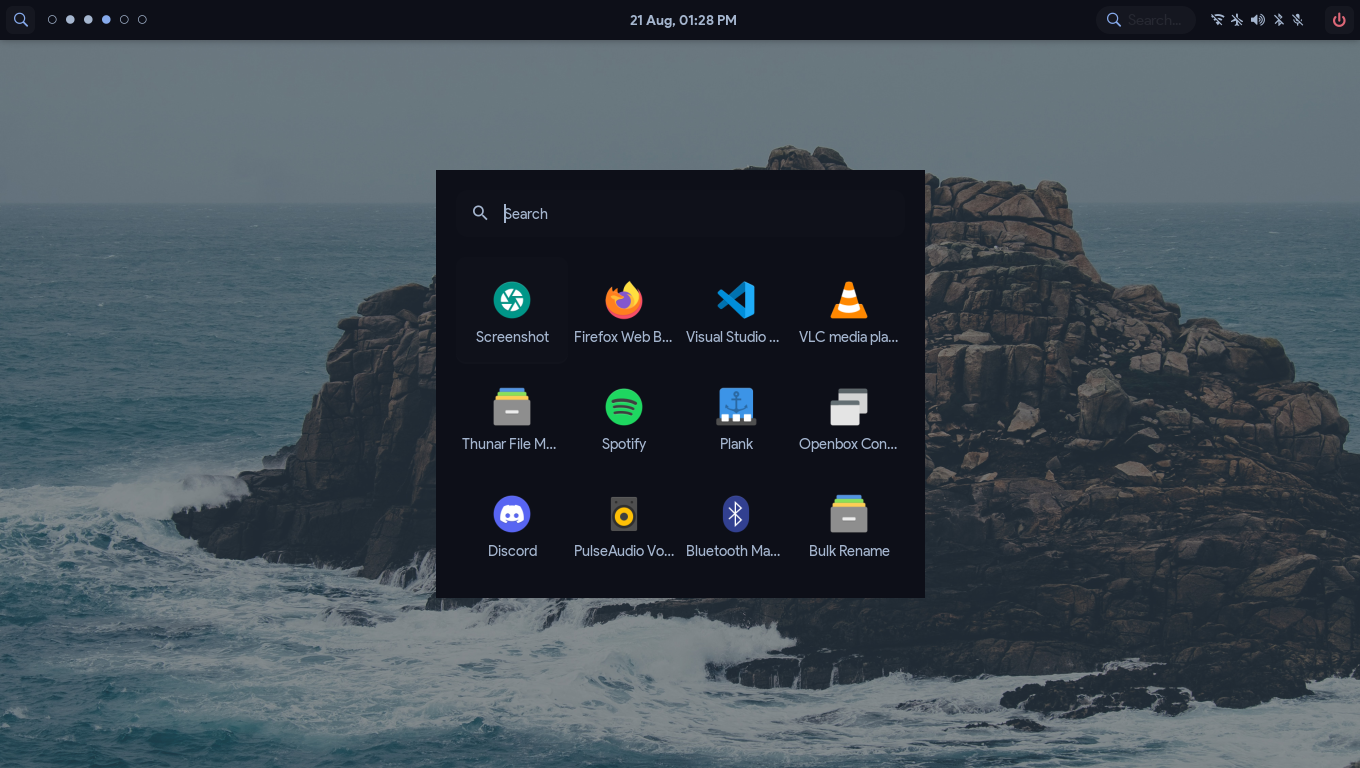 21 Aug, 01:28 PM
Search...
Search
Screenshot
Firefox Web B...
Visual Studio ...
VLC media pla...
Thunar File M...
Spotify
Plank
Openbox Con...
Discord
PulseAudio Vo...
Bluetooth Ma...
Bulk Rename